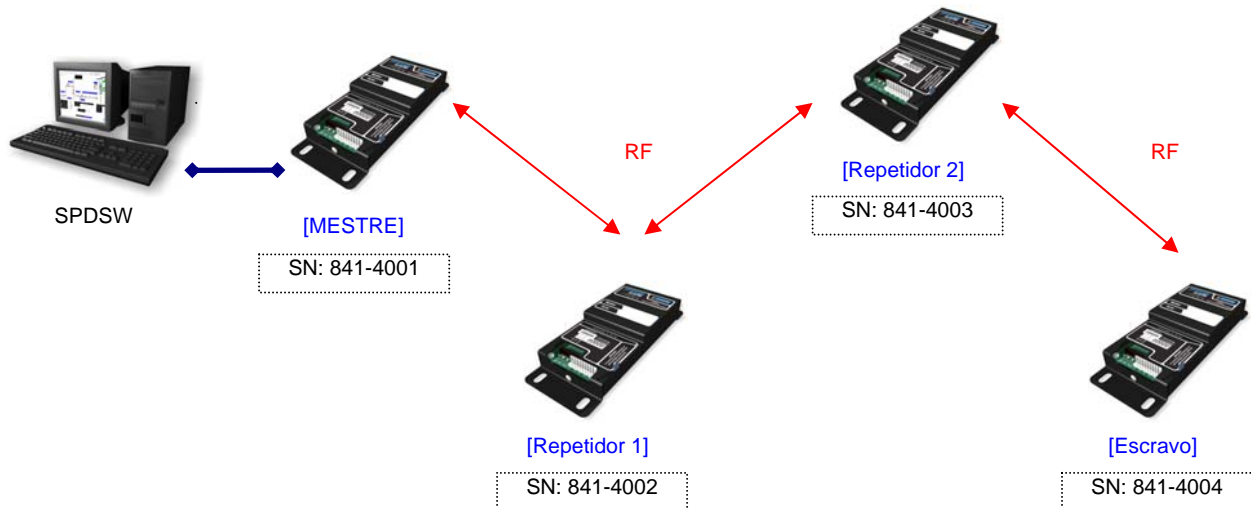 RF
RF
[Repetidor 2]
SN: 841-4003
SPDSW
[MESTRE]
SN: 841-4001
[Repetidor 1]
SN: 841-4002
[Escravo]
SN: 841-4004